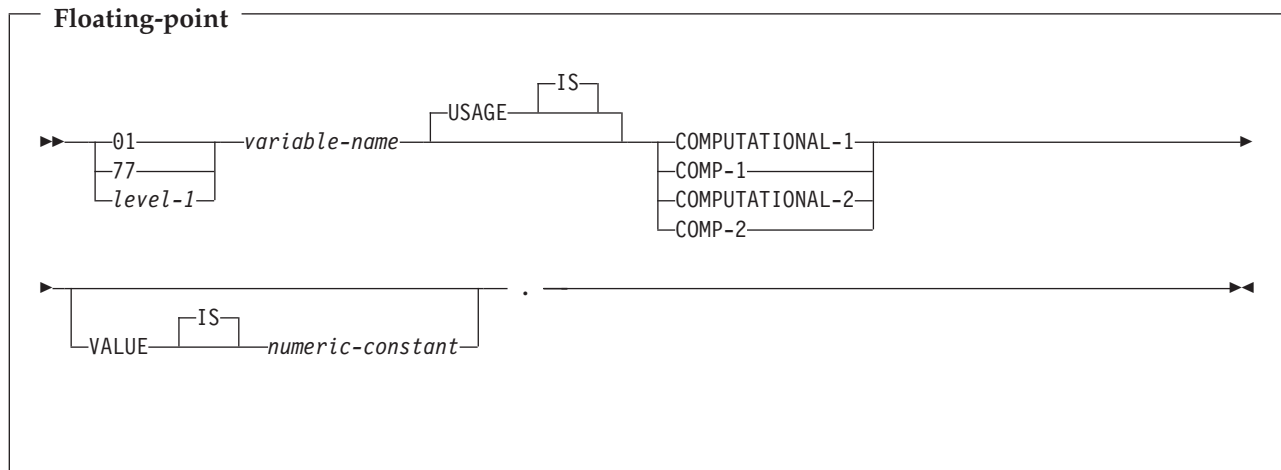 Floating-point
IS
USAGE
01 variable-name COMPUTATIONAL-1
77 COMP-1
level-1 COMPUTATIONAL-2
COMP-2
.
IS
VALUE numeric-constant